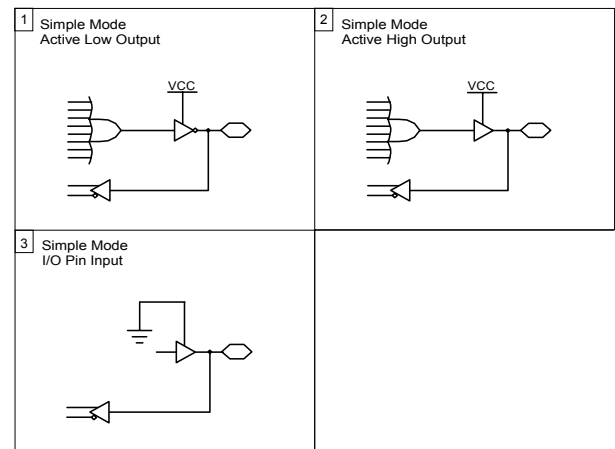 1
Simple Mode
Active Low Output
VCC
2
Simple Mode
Active High Output
VCC
3
Simple Mode
I/O Pin Input